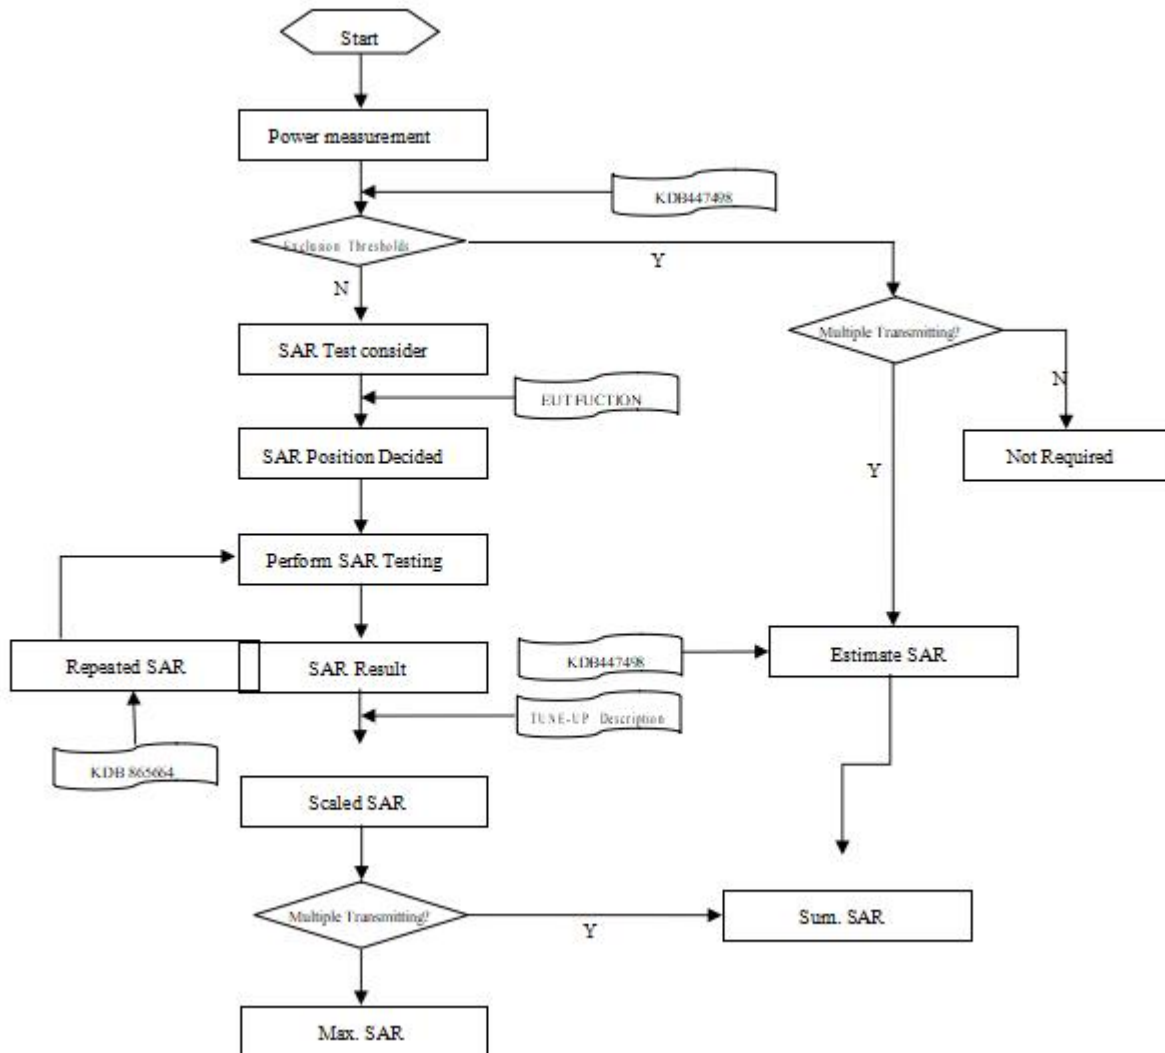 Start
Power measurement
KDB447498
Exclusion Thresholds
Y
N
Multiple Transmitting?
SAR Test consider
N
EUT FUCTION
SAR Position Decided
Not Required
Y
Perform SAR Testing
Repeated SAR
SAR Result
KDB447498
Estimate SAR
TUNE-UP Description
KDB 865664
Scaled SAR
Multiple Transmitting?
Y
Sum. SAR
Max. SAR